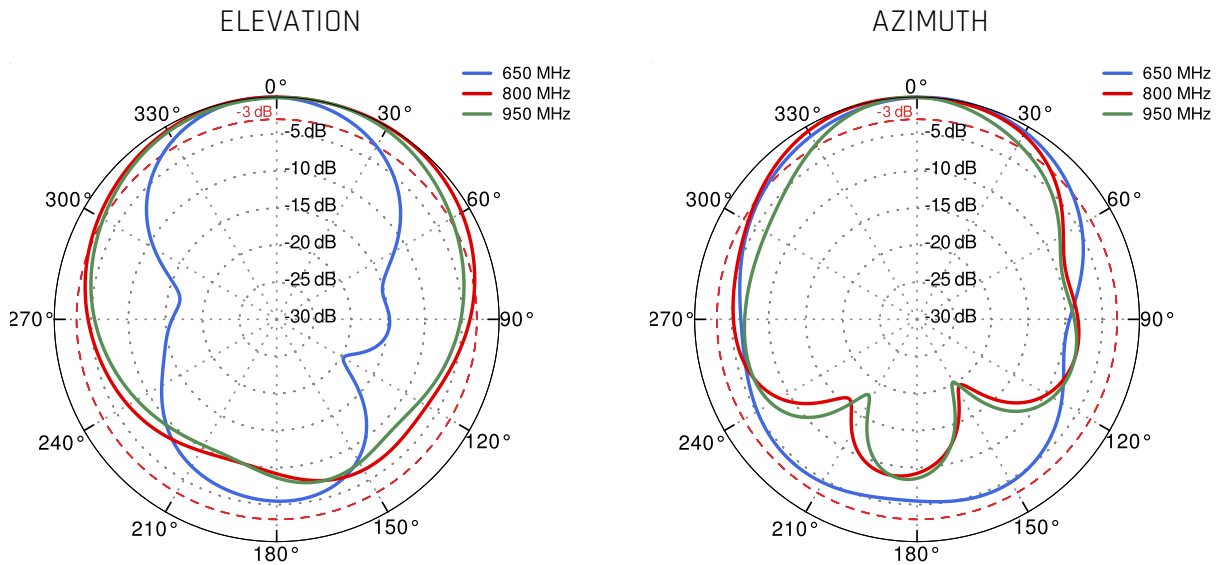 ELEVATION
650 MHz
800 MHz
950 MHz
0°
330°
-3 dB
30°
-5 dB
-10 dB
300°
-15 dB
60°
-20 dB
-25 dB
270°
-30 dB
90°
240°
120°
210°
150°
180°
AZIMUTH
650 MHz
800 MHz
950 MHz
0°
330°
-3 dB
30°
-5 dB
-10 dB
300°
-15 dB
60°
-20 dB
-25 dB
270°
-30 dB
90°
240°
120°
210°
150°
180°